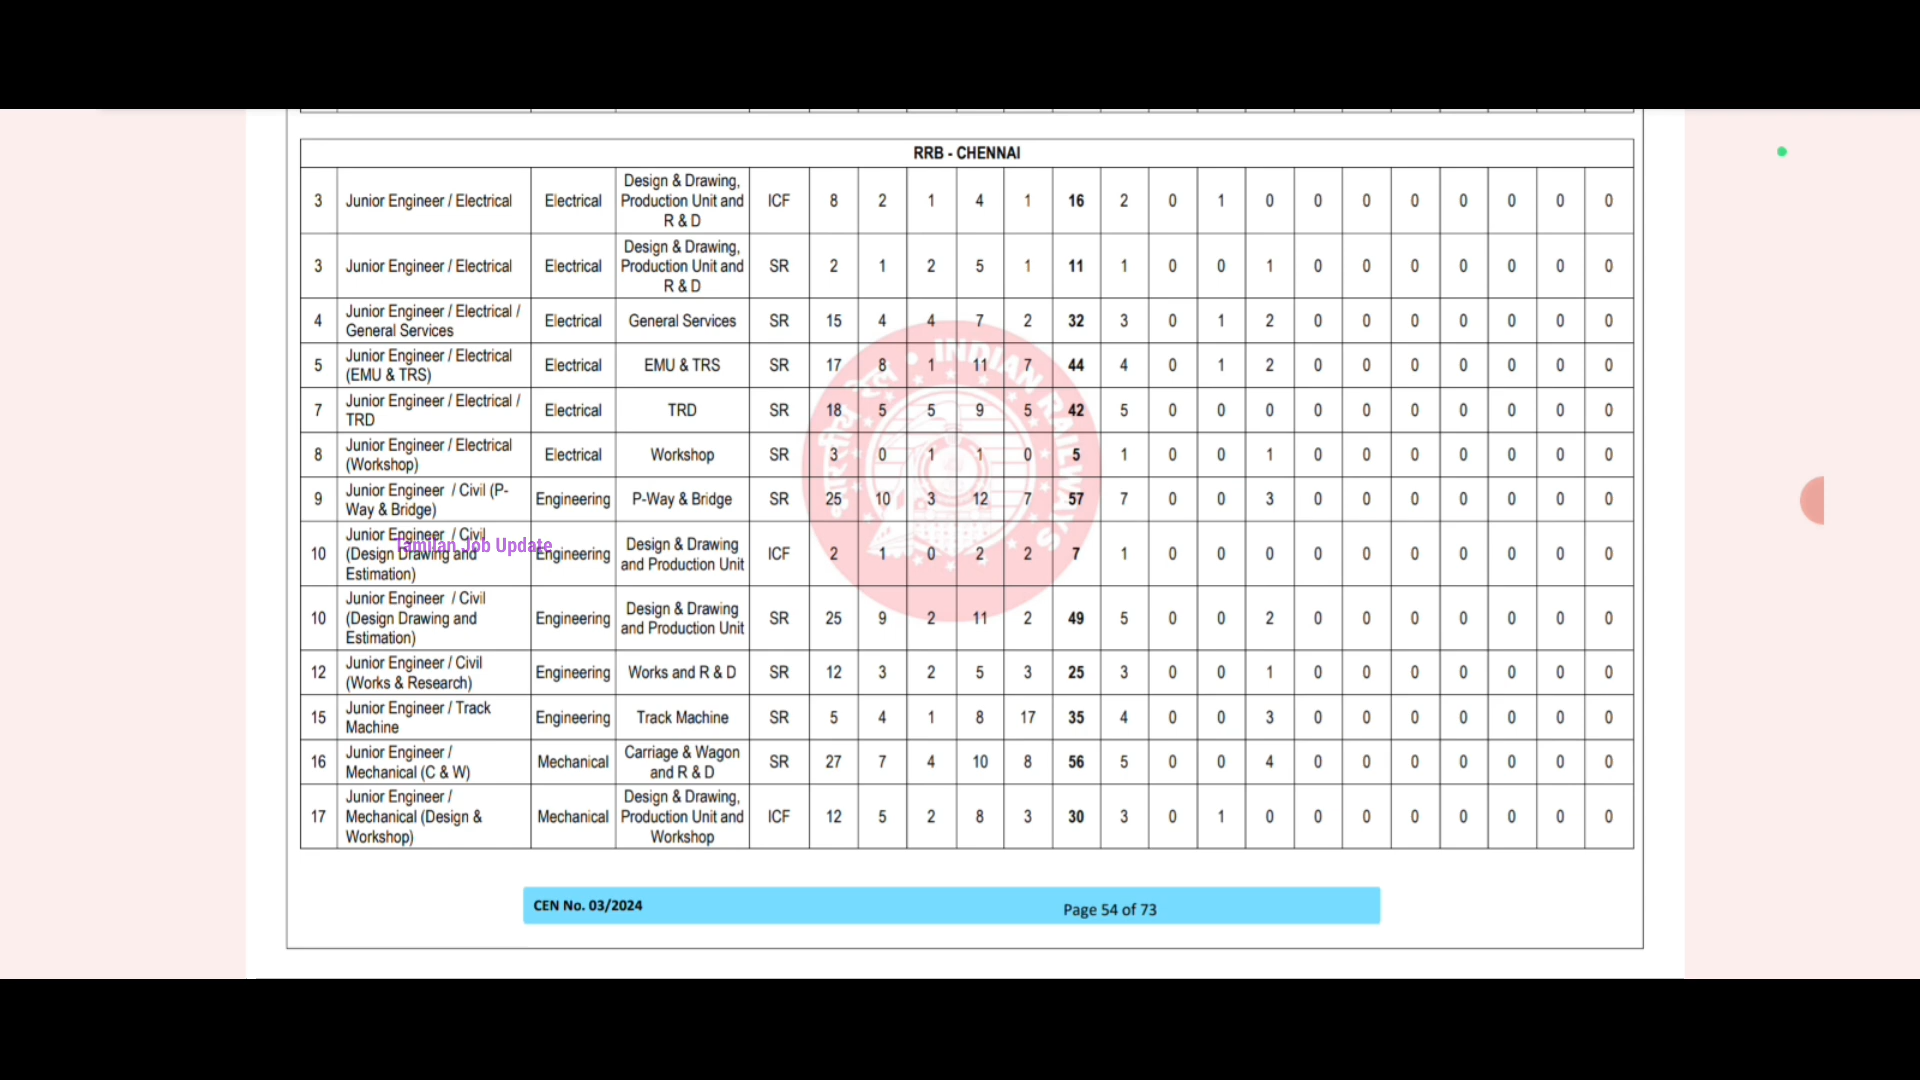 RRB - CHENNAI
3 Junior Engineer / Electrical Electrical Design & Drawing, Production Unit and R & D ICF 8 2 1 4 1 16 2 0 1 0 0 0 0 0 0 0 0
3 Junior Engineer / Electrical Electrical Design & Drawing, Production Unit and R & D SR 2 1 2 5 1 11 1 0 0 1 0 0 0 0 0 0 0
4 Junior Engineer / Electrical / General Services Electrical General Services SR 15 4 4 7 2 32 3 0 1 2 0 0 0 0 0 0 0
5 Junior Engineer / Electrical (EMU & TRS) Electrical EMU & TRS SR 17 8 1 11 7 44 4 0 1 2 0 0 0 0 0 0 0
7 Junior Engineer / Electrical / TRD Electrical TRD SR 18 5 5 9 5 42 5 0 0 0 0 0 0 0 0 0 0
8 Junior Engineer / Electrical (Workshop) Electrical Workshop SR 3 0 1 1 0 5 1 0 0 1 0 0 0 0 0 0 0
9 Junior Engineer / Civil (P-Way & Bridge) Engineering P-Way & Bridge SR 25 10 3 12 7 57 7 0 0 3 0 0 0 0 0 0 0
10 Junior Engineer / Civil (Design Drawing and Estimation) Engineering Design & Drawing and Production Unit ICF 2 1 0 2 2 7 1 0 0 0 0 0 0 0 0 0 0
Tamilan Job Update
10 Junior Engineer / Civil (Design Drawing and Estimation) Engineering Design & Drawing and Production Unit SR 25 9 2 11 2 49 5 0 0 2 0 0 0 0 0 0 0
12 Junior Engineer / Civil (Works & Research) Engineering Works and R & D SR 12 3 2 5 3 25 3 0 0 1 0 0 0 0 0 0 0
15 Junior Engineer / Track Machine Engineering Track Machine SR 5 4 1 8 17 35 4 0 0 3 0 0 0 0 0 0 0
16 Junior Engineer / Mechanical (C & W) Mechanical Carriage & Wagon and R & D SR 27 7 4 10 8 56 5 0 0 4 0 0 0 0 0 0 0
17 Junior Engineer / Mechanical (Design & Workshop) Mechanical Design & Drawing, Production Unit and Workshop ICF 12 5 2 8 3 30 3 0 1 0 0 0 0 0 0 0 0
भारतीय रेल • INDIAN RAILWAYS
CEN No. 03/2024 Page 54 of 73